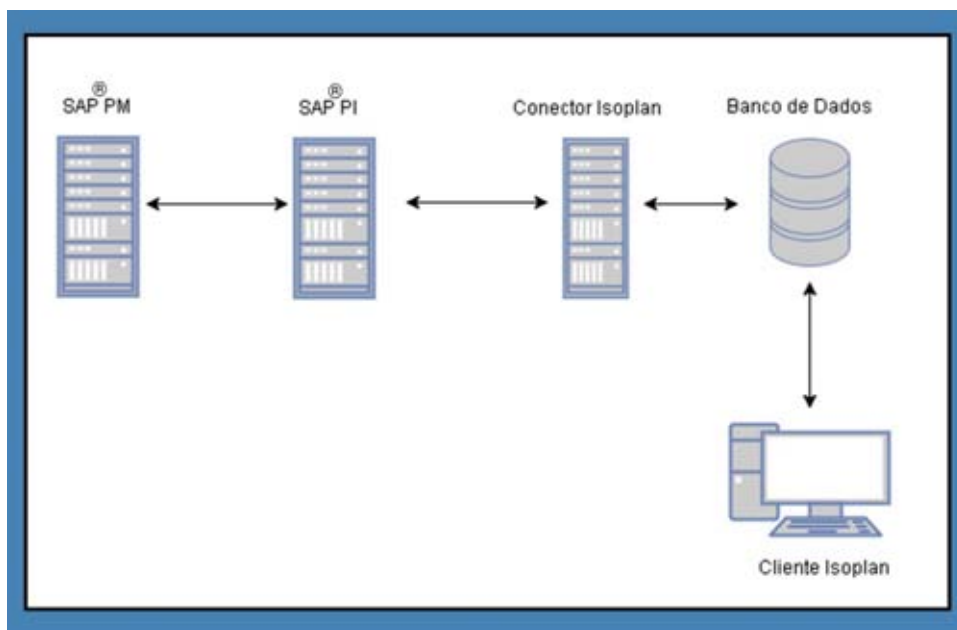 ®
SAP PM
®
SAP PI
Conector Isoplan
Banco de Dados
Cliente Isoplan